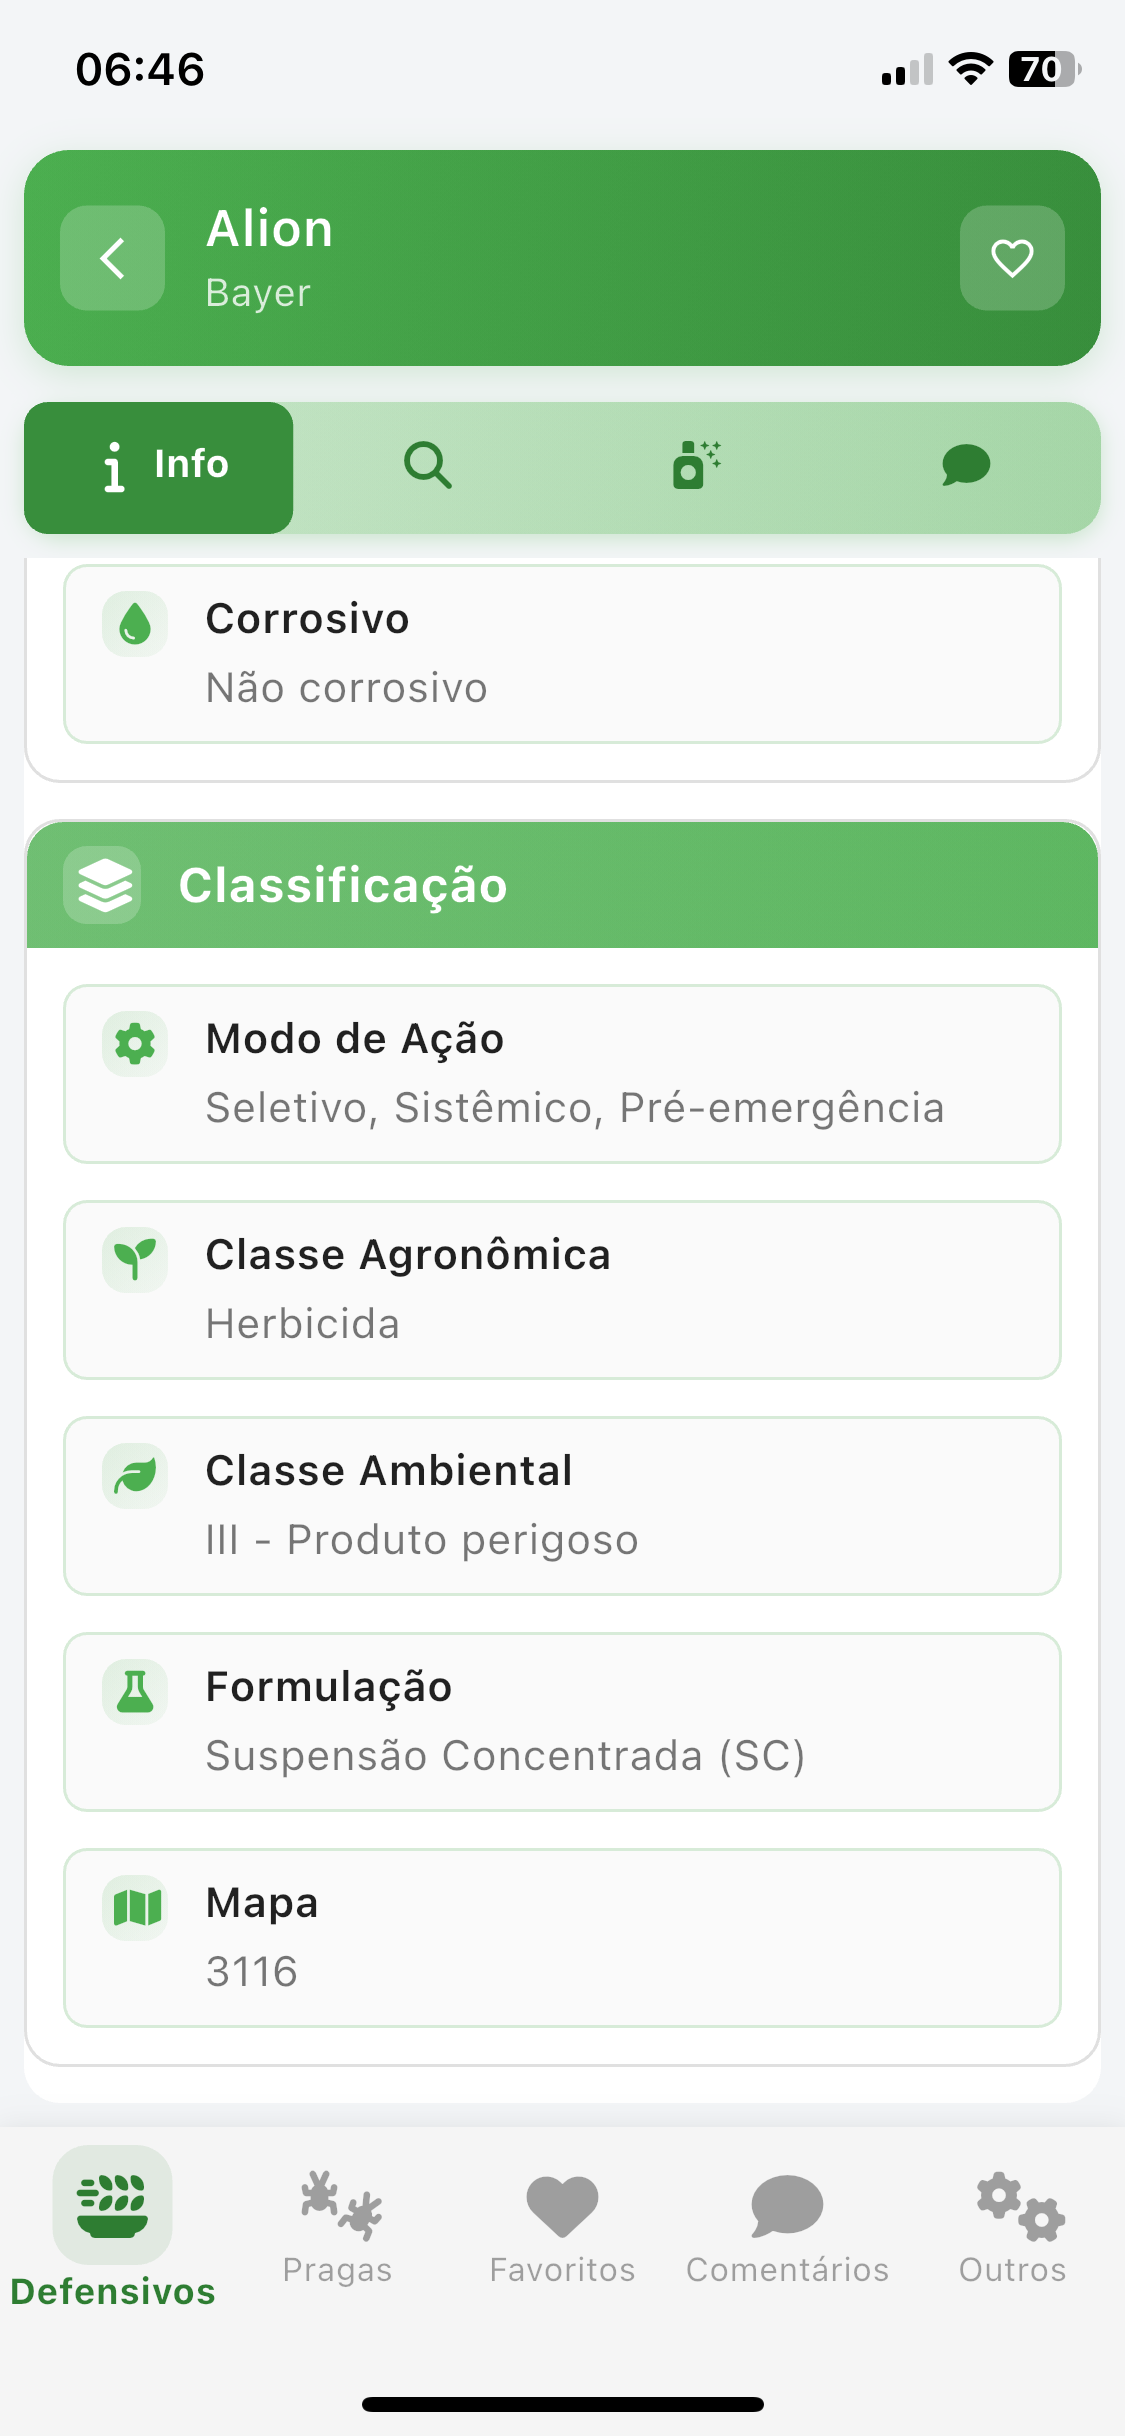 06:46
70
Alion
Bayer
Info
Corrosivo
Não corrosivo
Classificação
Modo de Ação
Seletivo, Sistêmico, Pré-emergência
Classe Agronômica
Herbicida
Classe Ambiental
III - Produto perigoso
Formulação
Suspensão Concentrada (SC)
Mapa
3116
Defensivos
Pragas
Favoritos
Comentários
Outros